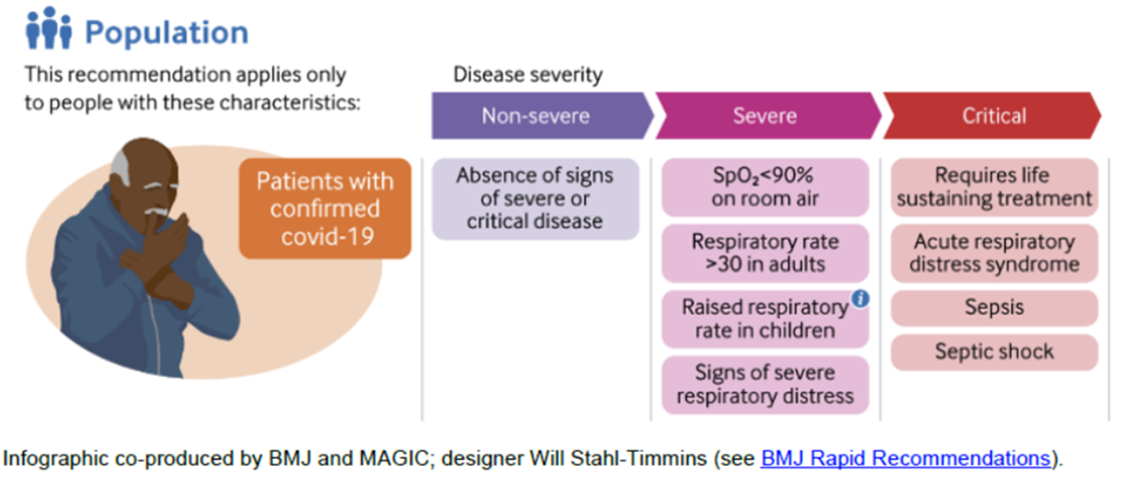 Population
This recommendation applies only
to people with these characteristics:
Patients with
confirmed
covid-19
Disease severity
Non-severe
Severe
Critical
Absence of signs
of severe or
critical disease
SpO₂<90%
on room air
Respiratory rate
>30 in adults
Raised respiratory
rate in children
i
Signs of severe
respiratory distress
Requires life
sustaining treatment
Acute respiratory
distress syndrome
Sepsis
Septic shock
Infographic co-produced by BMJ and MAGIC; designer Will Stahl-Timmins (see BMJ Rapid Recommendations).